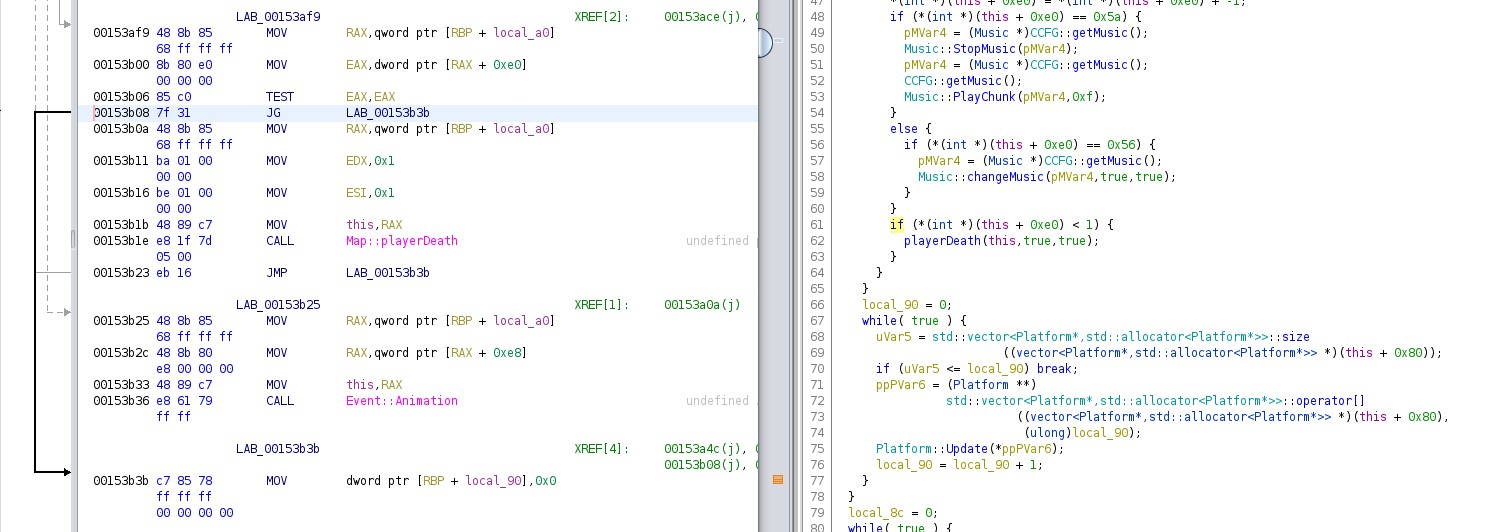 LAB_00153af9 XREF[2]: 00153ace(j),
00153af9 48 8b 85 MOV RAX,qword ptr [RBP + local_a0]
68 ff ff ff
00153b00 8b 80 e0 MOV EAX,dword ptr [RAX + 0xe0]
00 00 00
00153b06 85 c0 TEST EAX,EAX
00153b08 7f 31 JG LAB_00153b3b
00153b0a 48 8b 85 MOV RAX,qword ptr [RBP + local_a0]
68 ff ff ff
00153b11 ba 01 00 MOV EDX,0x1
00 00
00153b16 be 01 00 MOV ESI,0x1
00 00
00153b1b 48 89 c7 MOV this,RAX
00153b1e e8 1f 7d CALL Map::playerDeath undefined
05 00
00153b23 eb 16 JMP LAB_00153b3b
LAB_00153b25 XREF[1]: 00153a0a(j)
00153b25 48 8b 85 MOV RAX,qword ptr [RBP + local_a0]
68 ff ff ff
00153b2c 48 8b 80 MOV RAX,qword ptr [RAX + 0xe8]
e8 00 00 00
00153b33 48 89 c7 MOV this,RAX
00153b36 e8 61 79 CALL Event::Animation undefined
ff ff
LAB_00153b3b XREF[4]: 00153a4c(j),
00153b08(j),
00153b3b c7 85 78 MOV dword ptr [RBP + local_90],0x0
ff ff ff
00 00 00 00
47 *(int *)(this + 0xe0) = *(int *)(this + 0xe0) + -1;
48 if (*(int *)(this + 0xe0) == 0x5a) {
49 pMVar4 = (Music *)CCFG::getMusic();
50 Music::StopMusic(pMVar4);
51 pMVar4 = (Music *)CCFG::getMusic();
52 CCFG::getMusic();
53 Music::PlayChunk(pMVar4,0xf);
54 }
55 else {
56 if (*(int *)(this + 0xe0) == 0x56) {
57 pMVar4 = (Music *)CCFG::getMusic();
58 Music::changeMusic(pMVar4,true,true);
59 }
60 }
61 if (*(int *)(this + 0xe0) < 1) {
62 playerDeath(this,true,true);
63 }
64 }
65 }
66 local_90 = 0;
67 while( true ) {
68 uVar5 = std::vector<Platform*,std::allocator<Platform*>>::size
69 ((vector<Platform*,std::allocator<Platform*>> *)(this + 0x80));
70 if (uVar5 <= local_90) break;
71 ppPVar6 = (Platform **)
72 std::vector<Platform*,std::allocator<Platform*>>::operator[]
73 ((vector<Platform*,std::allocator<Platform*>> *)(this + 0x80),
74 (ulong)local_90);
75 Platform::Update(*ppPVar6);
76 local_90 = local_90 + 1;
77 }
78 }
79 local_8c = 0;
80 while( true ) {